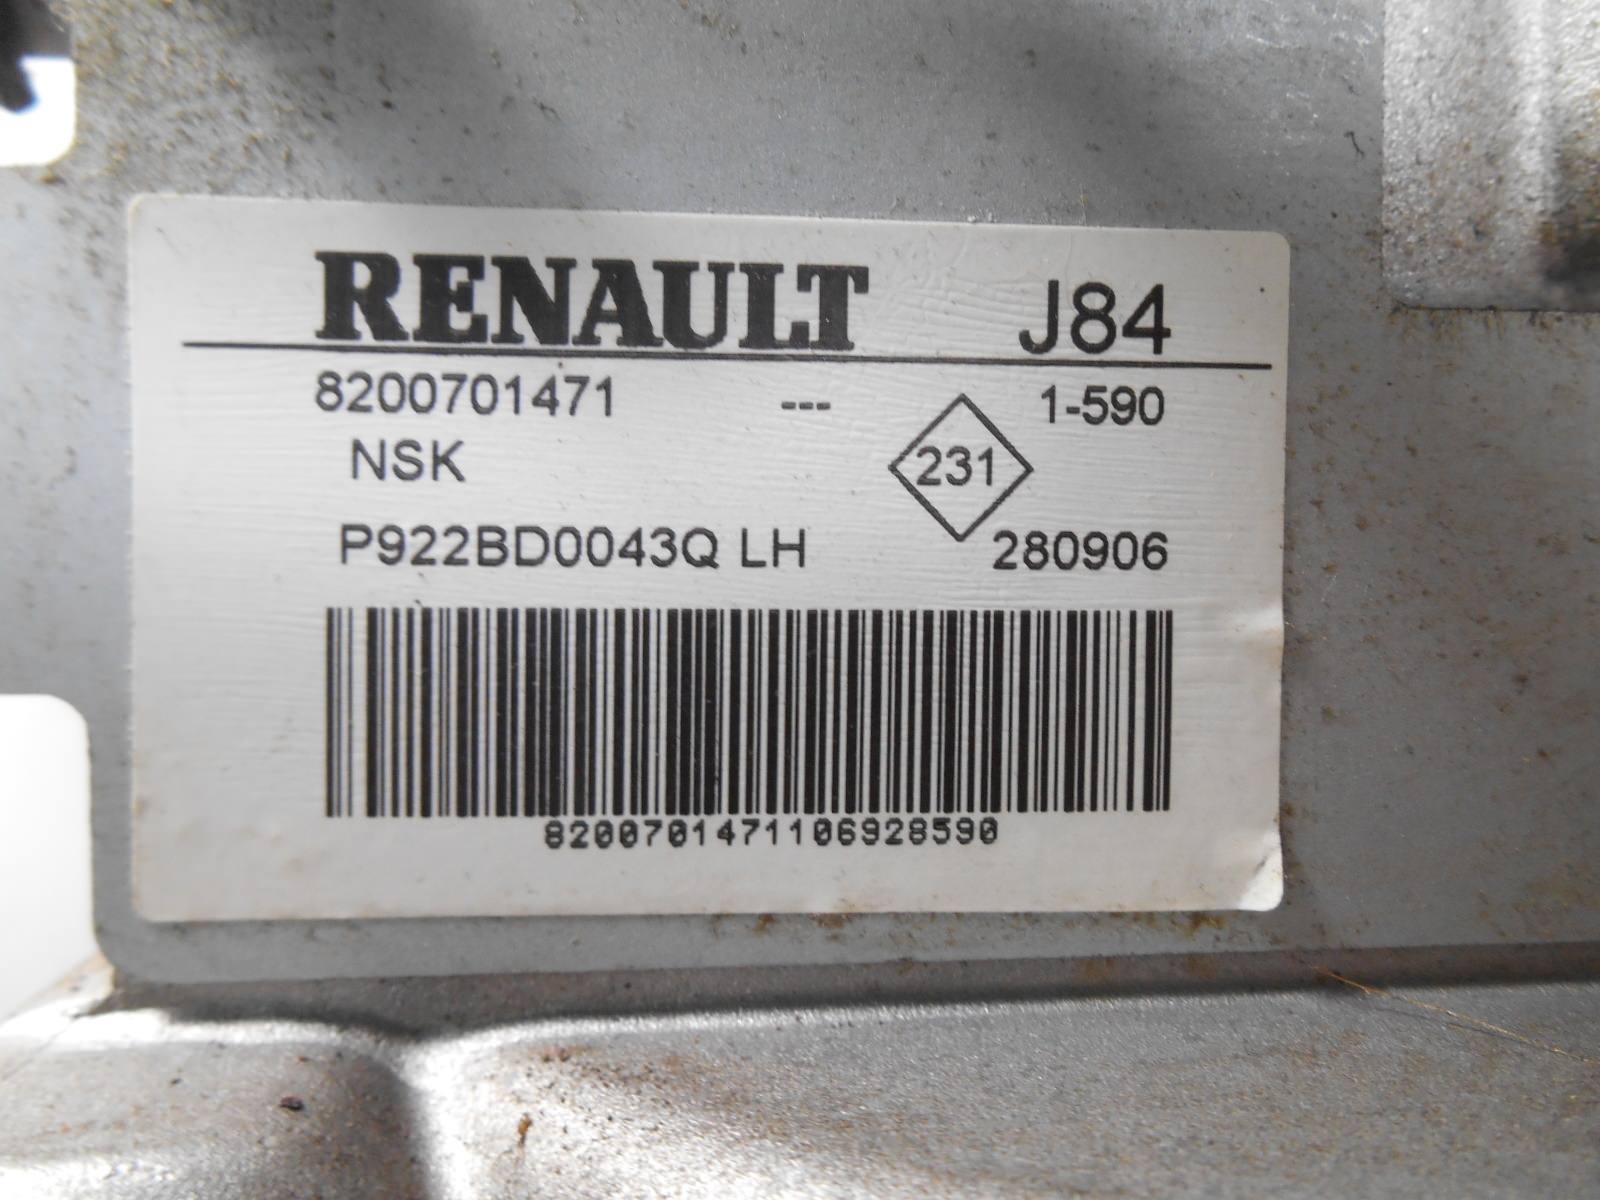 RENAULT J84
8200701471 --- 1-590
NSK 231
P922BD0043Q LH 280906
8200701471106928590